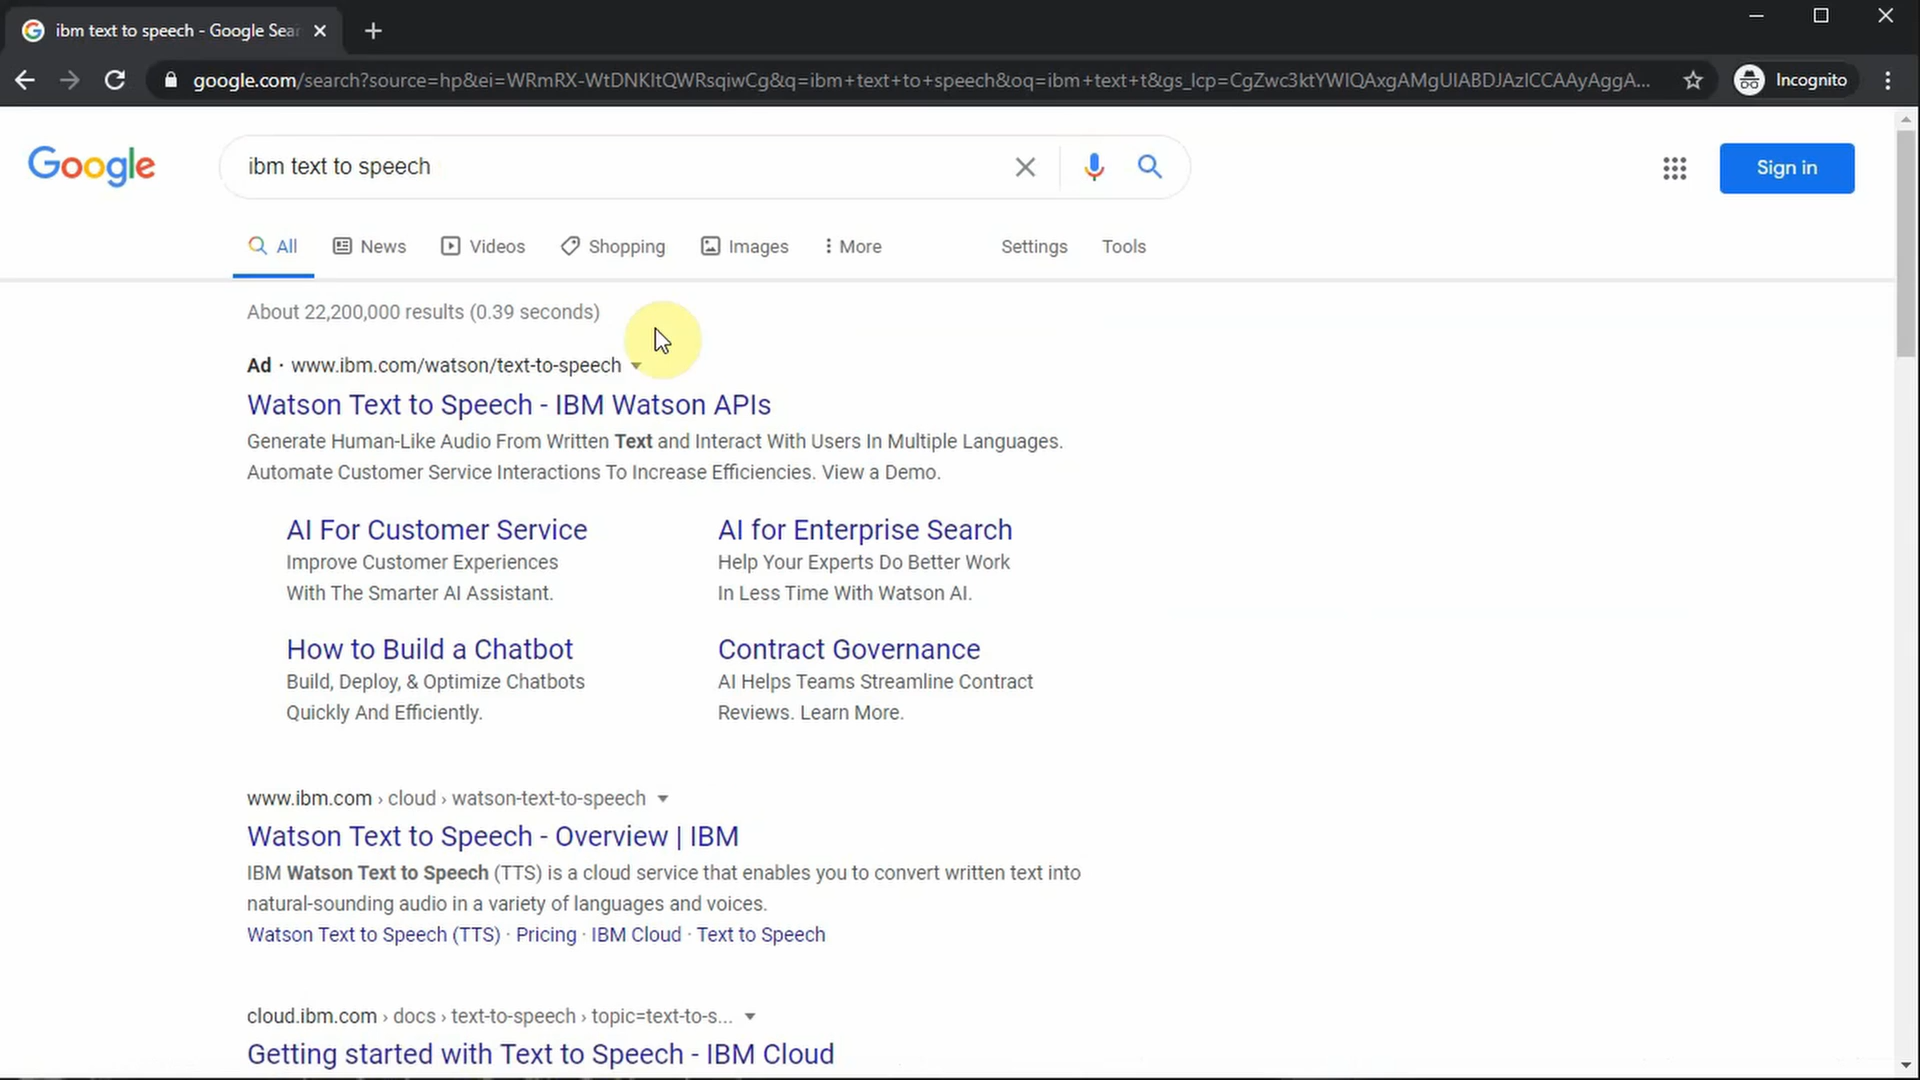 ibm text to speech - Google Sear
google.com/search?source=hp&ei=WRmRX-WtDNKltQWRsqiwCg&q=ibm+text+to+speech&oq=ibm+text+t&gs_lcp=CgZwc3ktYWIQAxgAMgUIABDJAzICCAAyAggA...
Incognito
Google
ibm text to speech
Sign in
All
News
Videos
Shopping
Images
More
Settings
Tools
About 22,200,000 results (0.39 seconds)
Ad · www.ibm.com/watson/text-to-speech
Watson Text to Speech - IBM Watson APIs
Generate Human-Like Audio From Written Text and Interact With Users In Multiple Languages.
Automate Customer Service Interactions To Increase Efficiencies. View a Demo.
AI For Customer Service
Improve Customer Experiences
With The Smarter AI Assistant.
AI for Enterprise Search
Help Your Experts Do Better Work
In Less Time With Watson AI.
How to Build a Chatbot
Build, Deploy, & Optimize Chatbots
Quickly And Efficiently.
Contract Governance
AI Helps Teams Streamline Contract
Reviews. Learn More.
www.ibm.com › cloud › watson-text-to-speech
Watson Text to Speech - Overview | IBM
IBM Watson Text to Speech (TTS) is a cloud service that enables you to convert written text into
natural-sounding audio in a variety of languages and voices.
Watson Text to Speech (TTS) · Pricing · IBM Cloud · Text to Speech
cloud.ibm.com › docs › text-to-speech › topic=text-to-s...
Getting started with Text to Speech - IBM Cloud